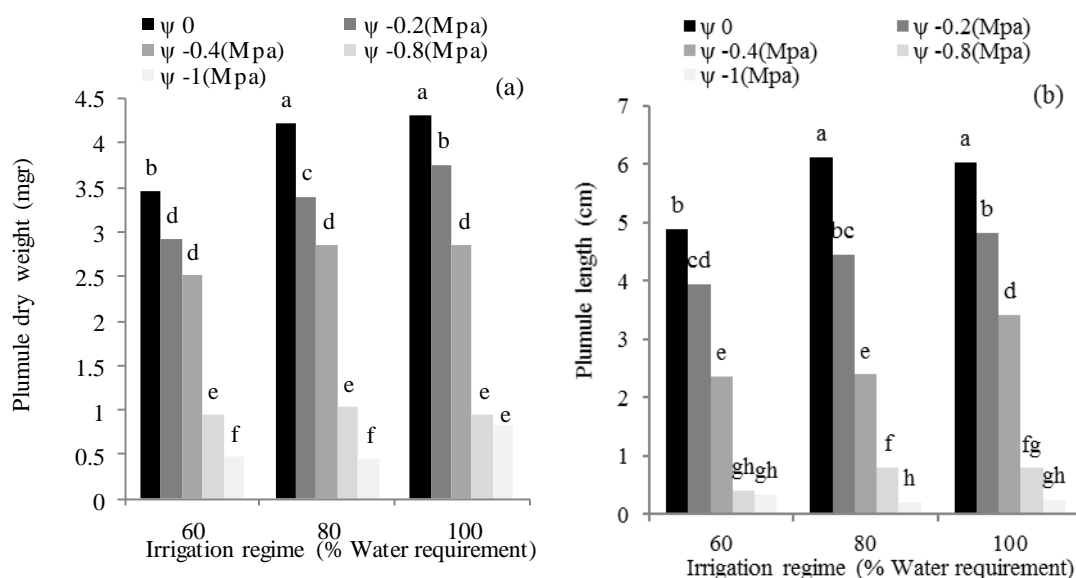 ψ 0
ψ -0.2(Mpa)
ψ -0.4(Mpa)
ψ -0.8(Mpa)
ψ -1(Mpa)
(a)
Plumule dry weight (mgr)
4.5
4
3.5
3
2.5
2
1.5
1
0.5
0
b
d
d
e
f
a
c
d
e
f
a
b
d
e
e
60
80
100
Irrigation regime (% Water requirement)
ψ 0
ψ -0.2(Mpa)
ψ -0.4(Mpa)
ψ -0.8(Mpa)
ψ -1(Mpa)
(b)
Plumule length (cm)
7
6
5
4
3
2
1
0
b
cd
e
gh
gh
a
bc
e
f
h
a
b
d
fg
gh
60
80
100
Irrigation regime (% Water requirement)